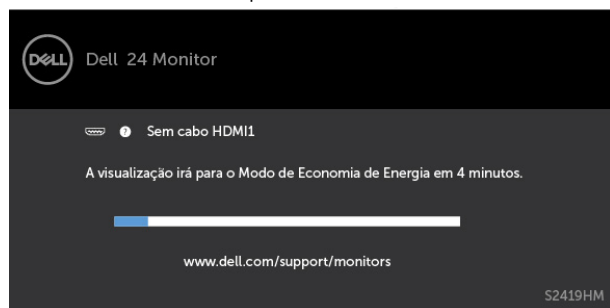 DELL
Dell 24 Monitor
Sem cabo HDMI1
A visualização irá para o Modo de Economia de Energia em 4 minutos.
www.dell.com/support/monitors
S2419HM